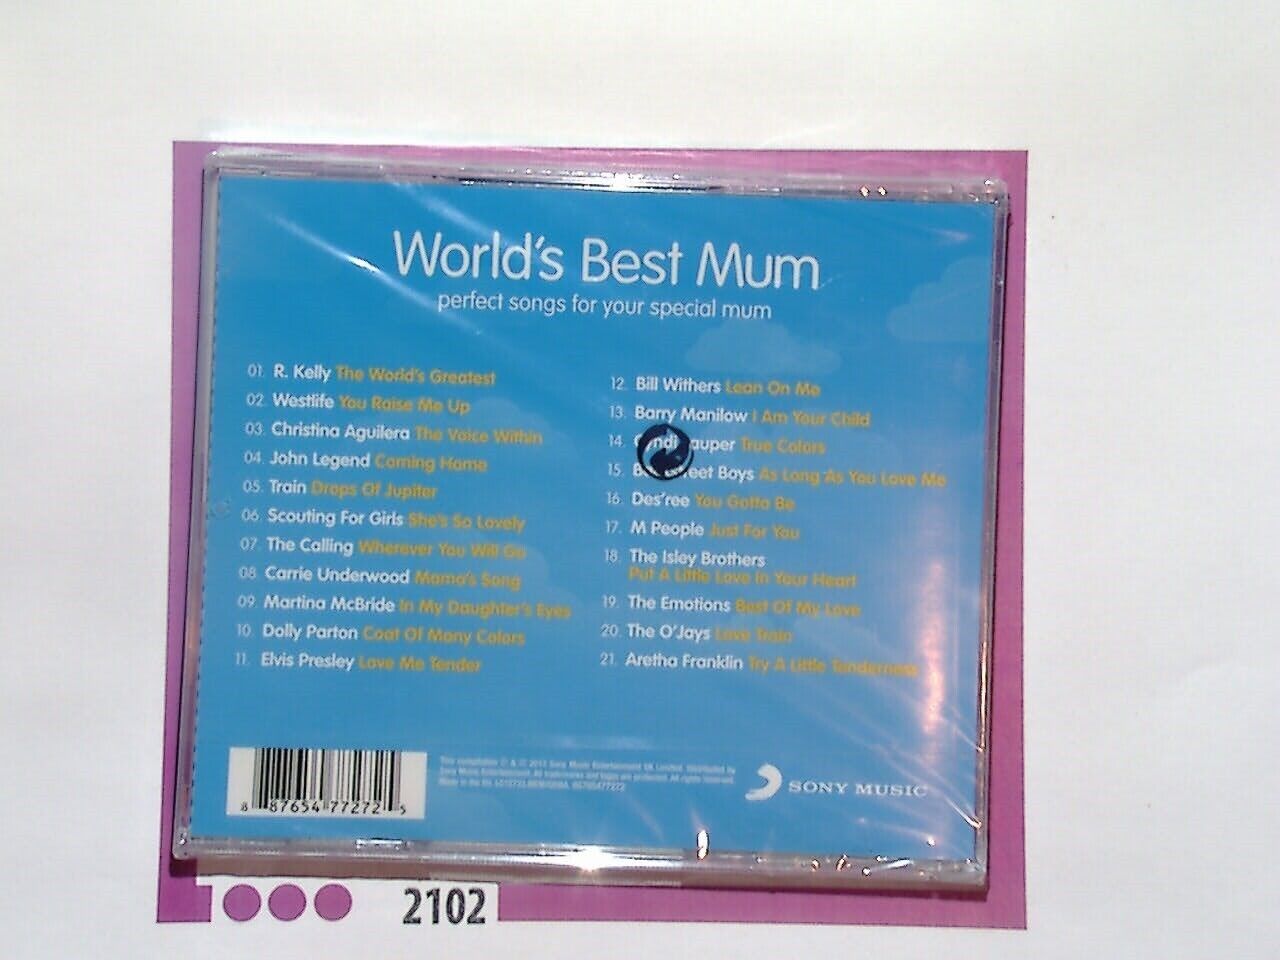 World's Best Mum
perfect songs for your special mum
01. R. Kelly The World's Greatest
02. Westlife You Raise Me Up
03. Christina Aguilera The Voice Within
04. John Legend Coming Home
05. Train Drops Of Jupiter
06. Scouting For Girls She's So Lovely
07. The Calling Wherever You Will Go
08. Carrie Underwood Mama's Song
09. Martina McBride In My Daughter's Eyes
10. Dolly Parton Coat Of Many Colors
11. Elvis Presley Love Me Tender
12. Bill Withers Lean On Me
13. Barry Manilow I Am Your Child
14. True Colors
15. Boys As Long As You Love Me
16. Des'ree You Gotta Be
17. M People Just For You
18. The Isley Brothers
Put A Little Love In Your Heart
19. The Emotions Best Of My Love
20. The O'Jays Love Train
21. Aretha Franklin Try A Little Tenderness
8 87654 77272 5
SONY MUSIC
2102